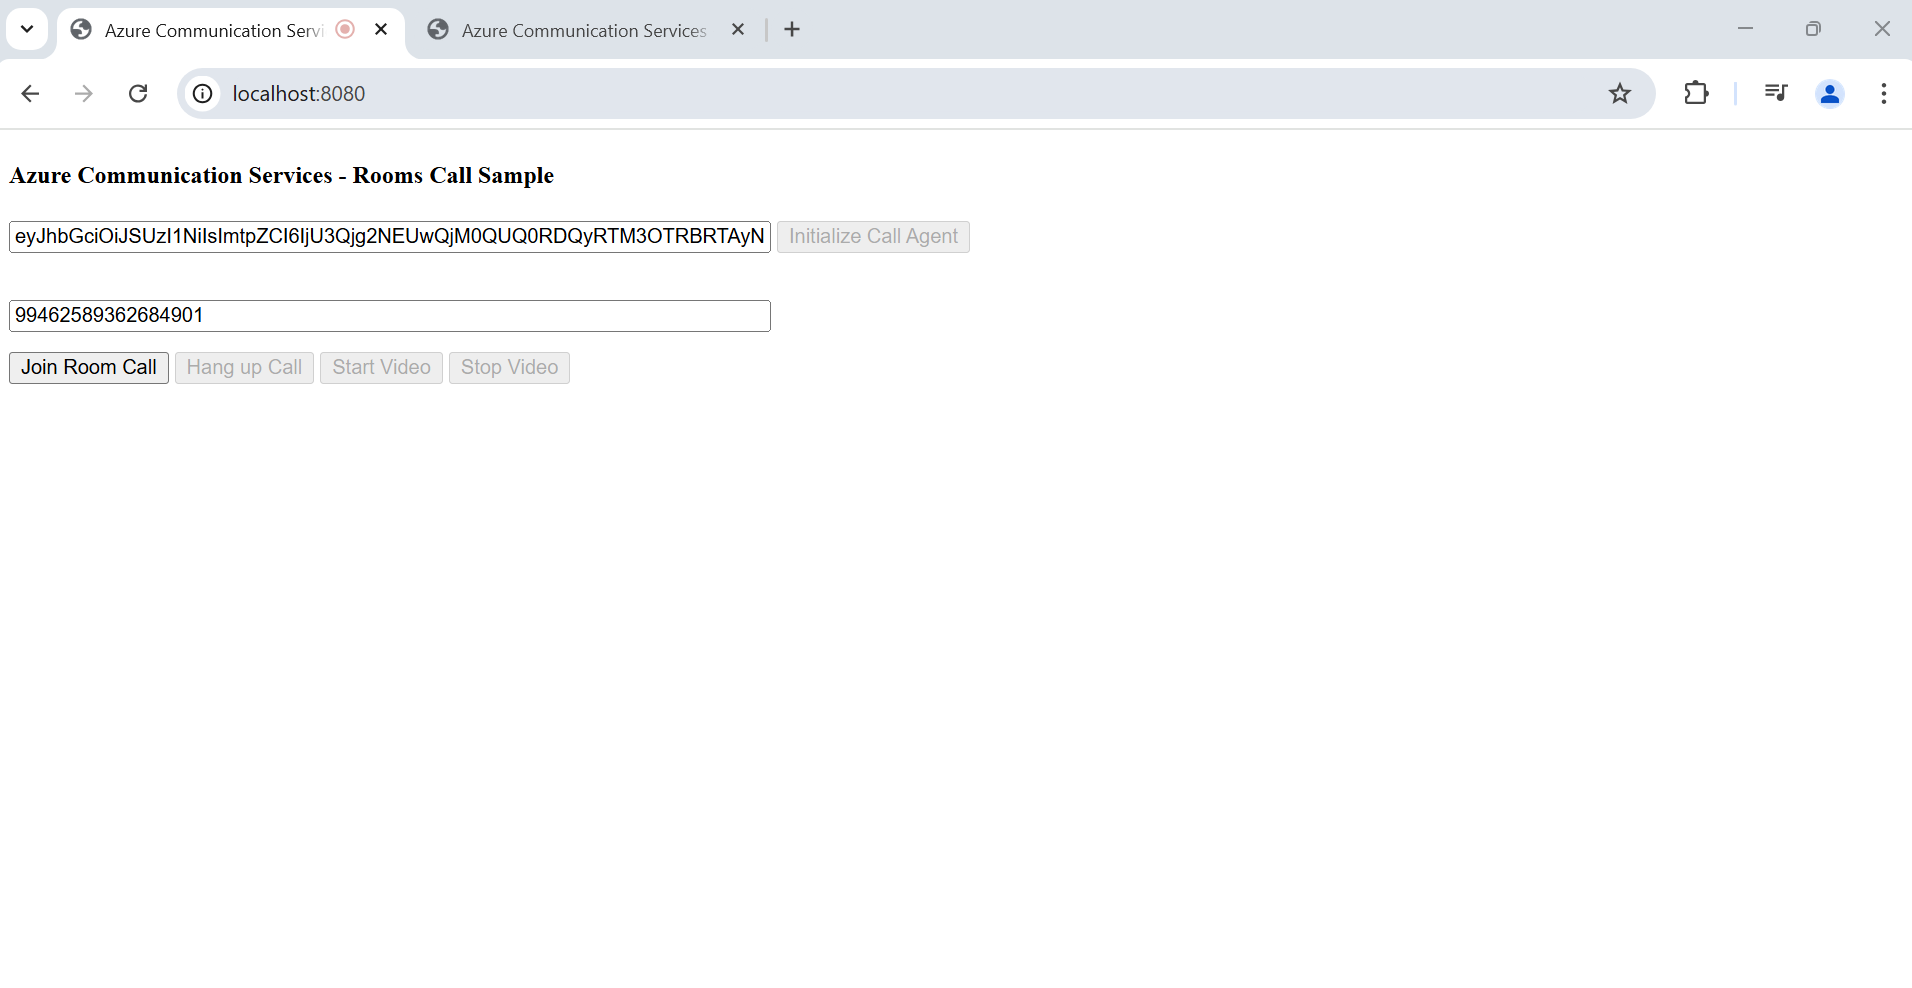 Azure Communication Servi
Azure Communication Services
localhost:8080
Azure Communication Services - Rooms Call Sample
eyJhbGciOiJSUzI1NiIsImtpZCI6IjU3Qjg2NEUwQjM0QUQ0RDQyRTM3OTRBRTAyN Initialize Call Agent
99462589362684901
Join Room Call Hang up Call Start Video Stop Video